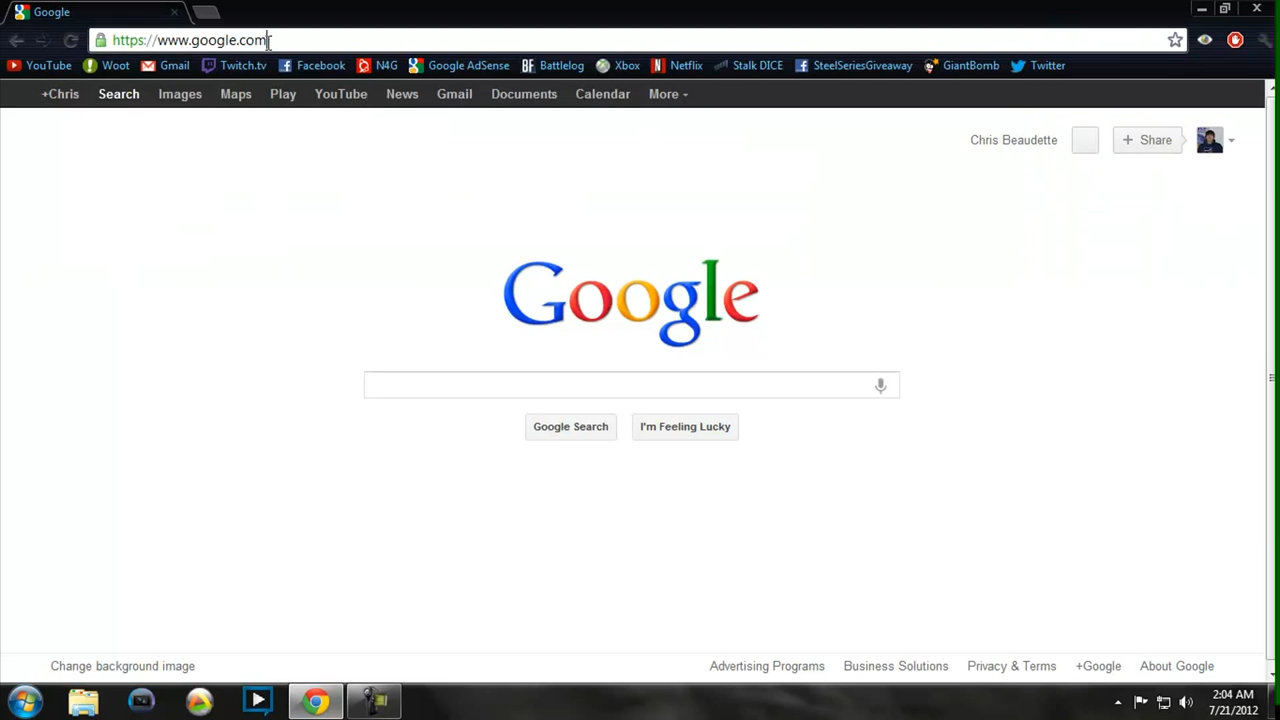 Google
https://www.google.com
YouTube Woot Gmail Twitch.tv Facebook N4G Google AdSense Battlelog Xbox Netflix Stalk DICE SteelSeriesGiveaway GiantBomb Twitter
+Chris Search Images Maps Play YouTube News Gmail Documents Calendar More
Chris Beaudette + Share
Google
Google Search I'm Feeling Lucky
Change background image Advertising Programs Business Solutions Privacy & Terms +Google About Google
2:04 AM
7/21/2012